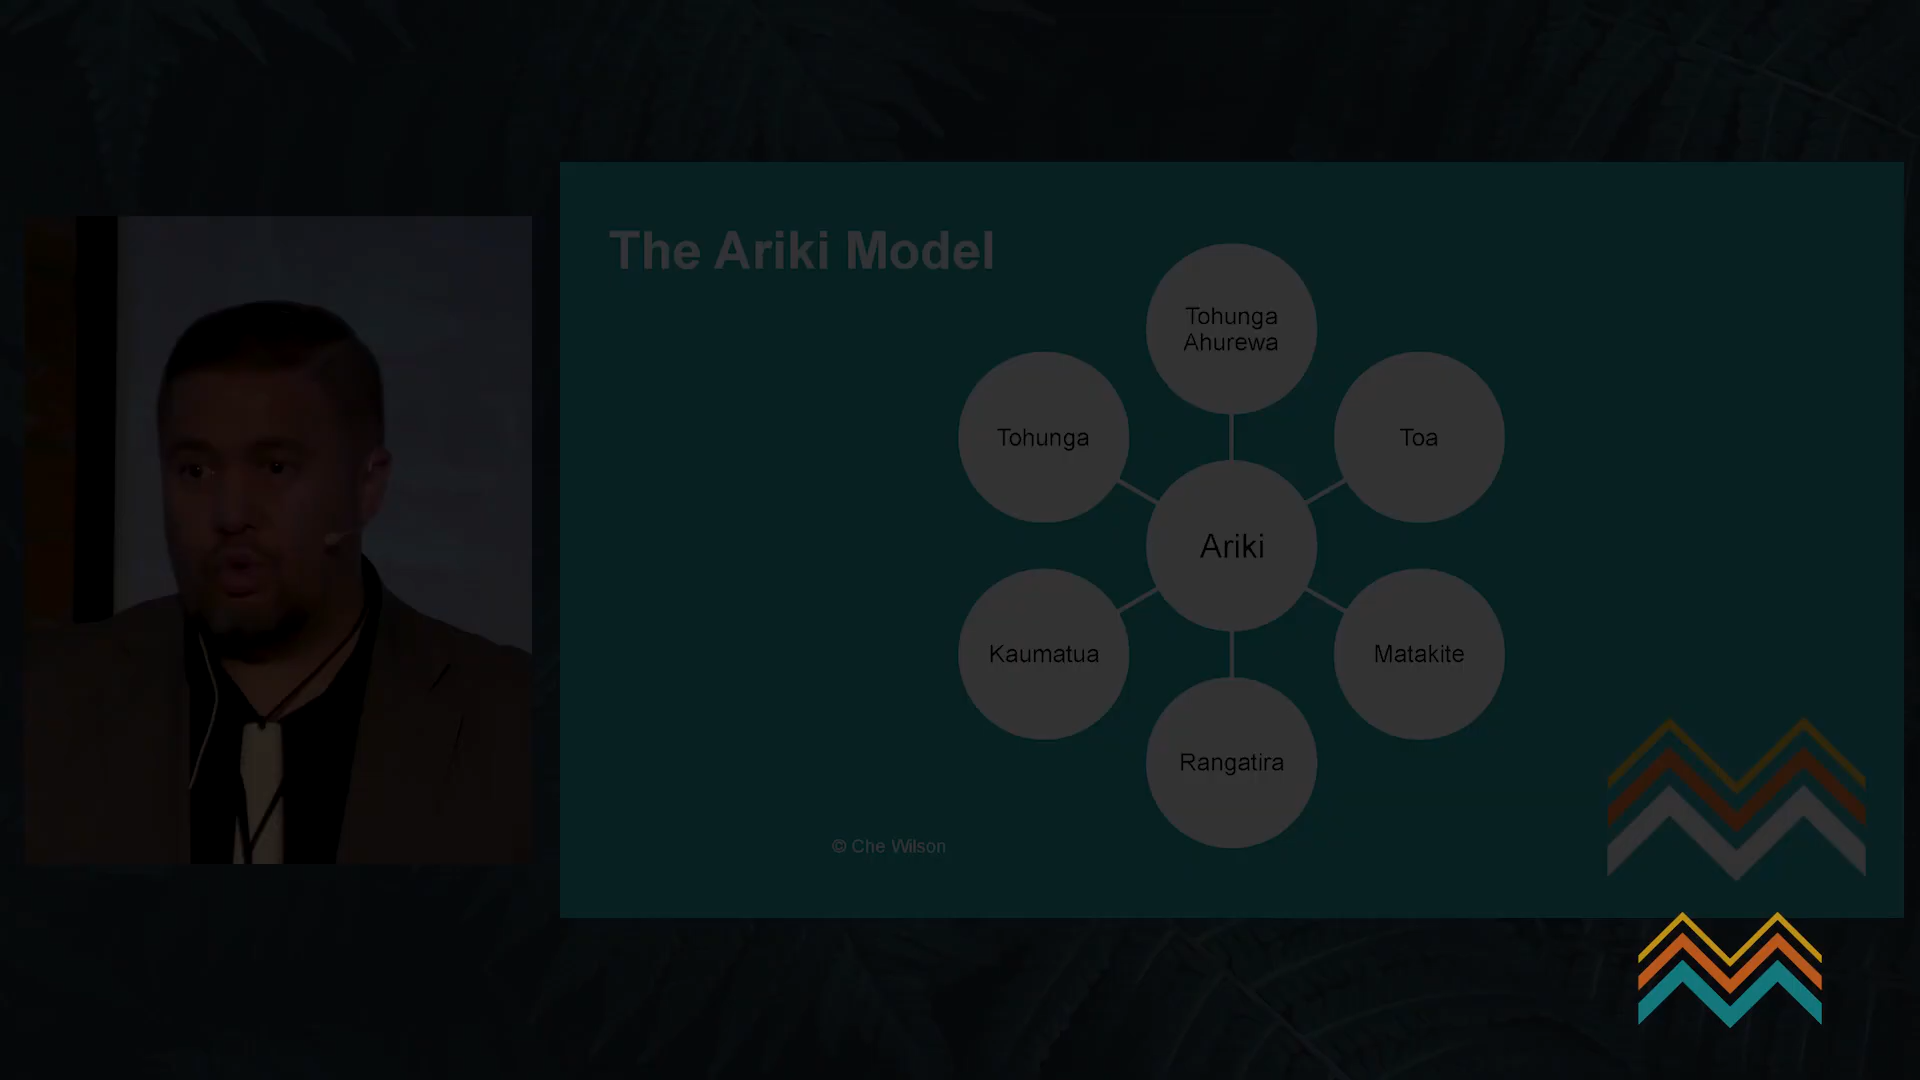 The Ariki Model
Tohunga
Ahurewa
Tohunga
Toa
Ariki
Kaumatua
Matakite
Rangatira
© Che Wilson